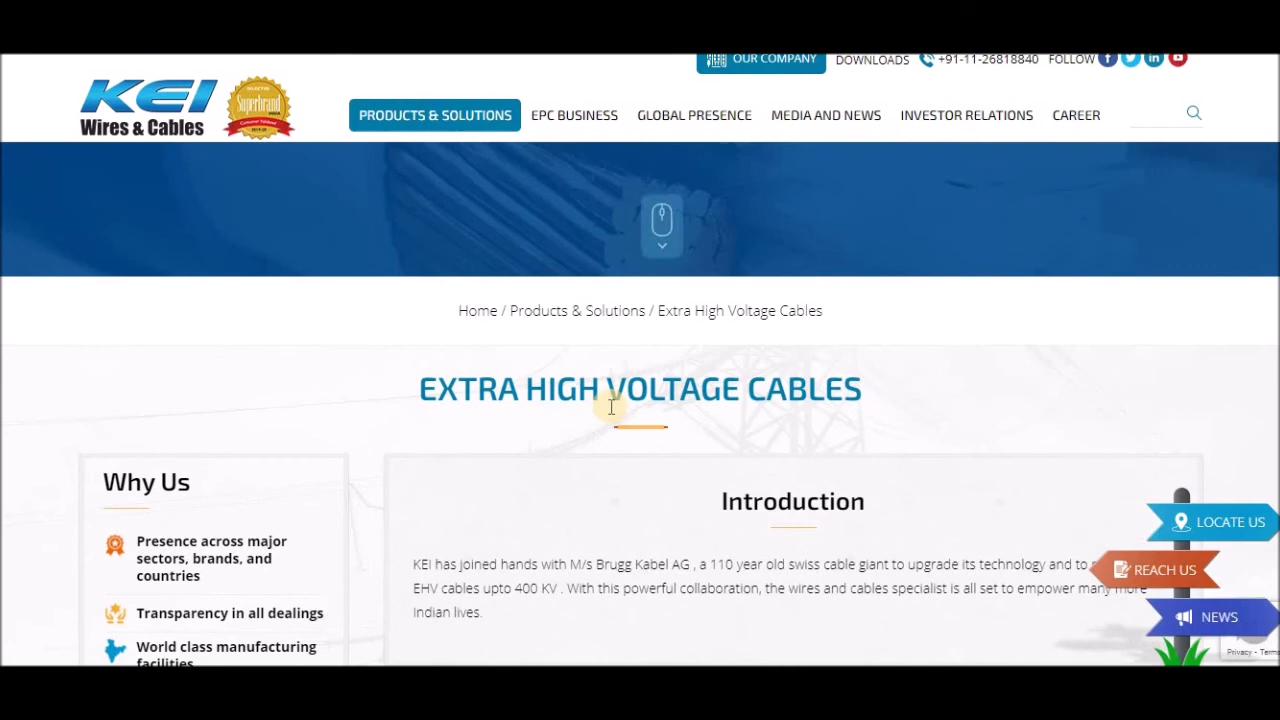 OUR COMPANY DOWNLOADS +91-11-26818840 FOLLOW
KEI
Wires & Cables
Superbrand
PRODUCTS & SOLUTIONS EPC BUSINESS GLOBAL PRESENCE MEDIA AND NEWS INVESTOR RELATIONS CAREER
Home / Products & Solutions / Extra High Voltage Cables
EXTRA HIGH VOLTAGE CABLES
Why Us
Presence across major
sectors, brands, and
countries
Transparency in all dealings
World class manufacturing
facilities
Introduction
KEI has joined hands with M/s Brugg Kabel AG , a 110 year old swiss cable giant to upgrade its technology and to
EHV cables upto 400 KV . With this powerful collaboration, the wires and cables specialist is all set to empower many more
Indian lives.
LOCATE US
REACH US
NEWS
Privacy - Terms